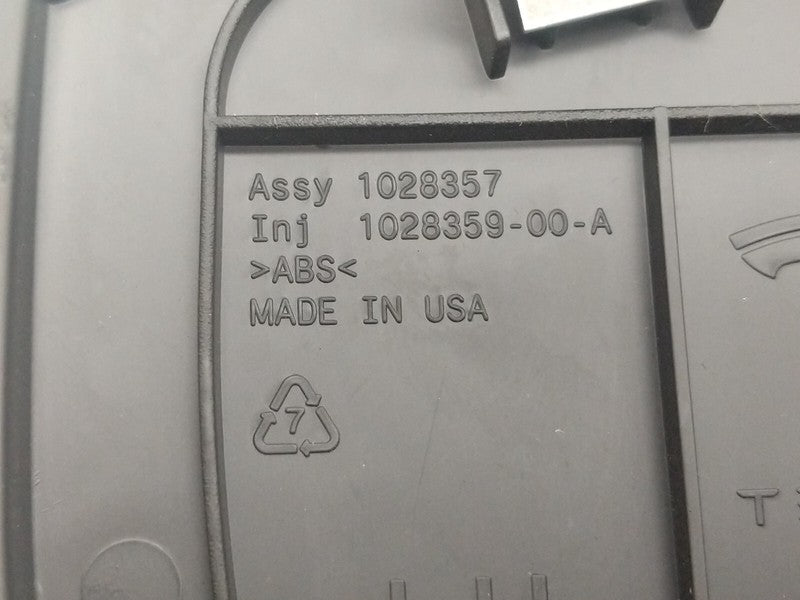 Assy 1028357
Inj 1028359-00-A
>ABS<
MADE IN USA
7
T